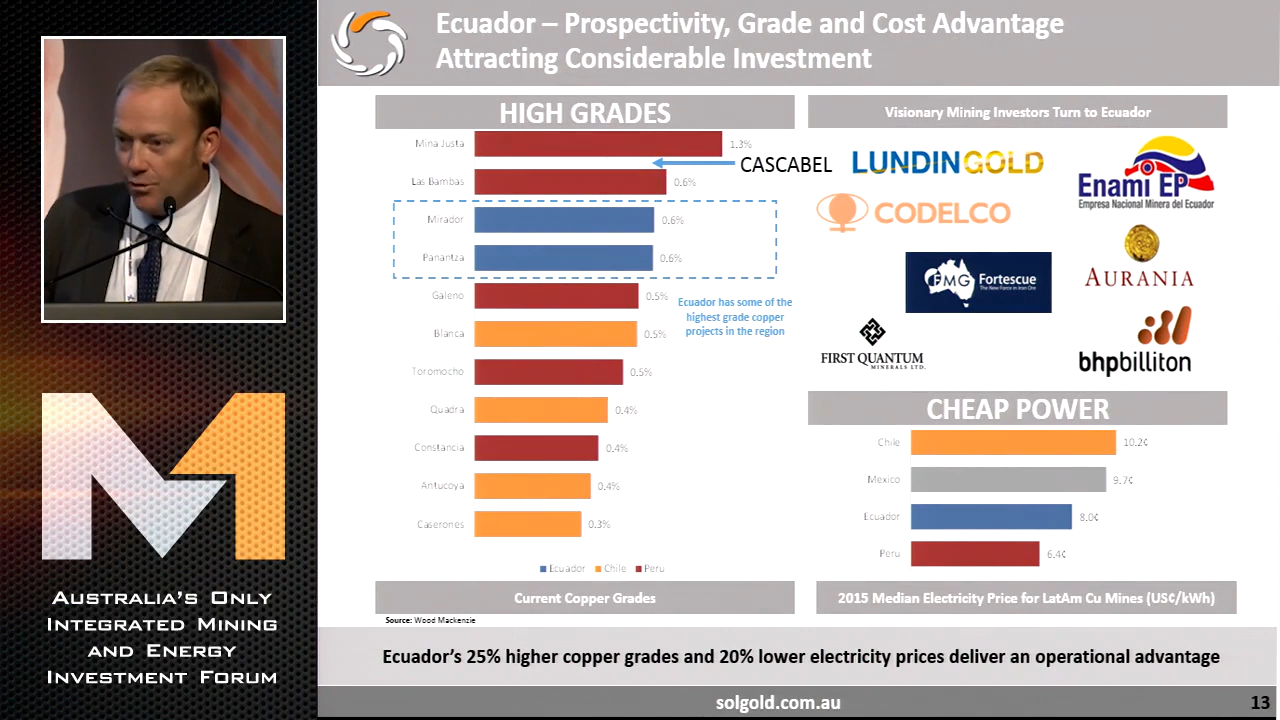 Ecuador – Prospectivity, Grade and Cost Advantage
Attracting Considerable Investment
HIGH GRADES
Mina Justa 1.3%
CASCABEL
Las Bambas 0.6%
Mirador 0.6%
Panantza 0.6%
Galeno 0.5%
Ecuador has some of the
highest grade copper
projects in the region
Blanca 0.5%
Toromocho 0.5%
Quadra 0.4%
Constancia 0.4%
Antucoya 0.4%
Caserones 0.3%
Ecuador Chile Peru
Current Copper Grades
Source: Wood Mackenzie
Visionary Mining Investors Turn to Ecuador
LUNDINGOLD
Enami EP
Empresa Nacional Minera del Ecuador
CODELCO
AURANIA
FMG Fortescue
The New Force in Iron Ore
FIRST QUANTUM
MINERALS LTD.
bhpbilliton
CHEAP POWER
Chile 10.2¢
Mexico 9.7¢
Ecuador 8.0¢
Peru 6.4¢
2015 Median Electricity Price for LatAm Cu Mines (US¢/kWh)
Ecuador's 25% higher copper grades and 20% lower electricity prices deliver an operational advantage
solgold.com.au
13
Australia's Only
Integrated Mining
and Energy
Investment Forum